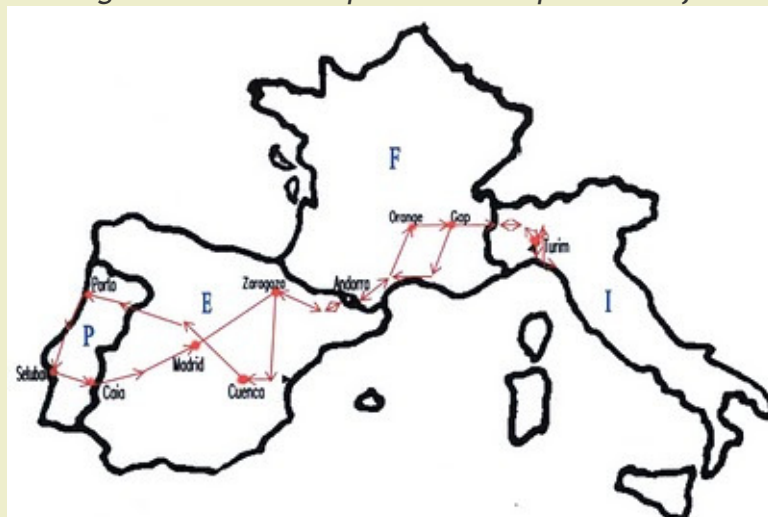 F
Orange
Gap
Turim
Zaragoza
Andorra
Porto
E
I
P
Madrid
Setubal
Caia
Cuenca